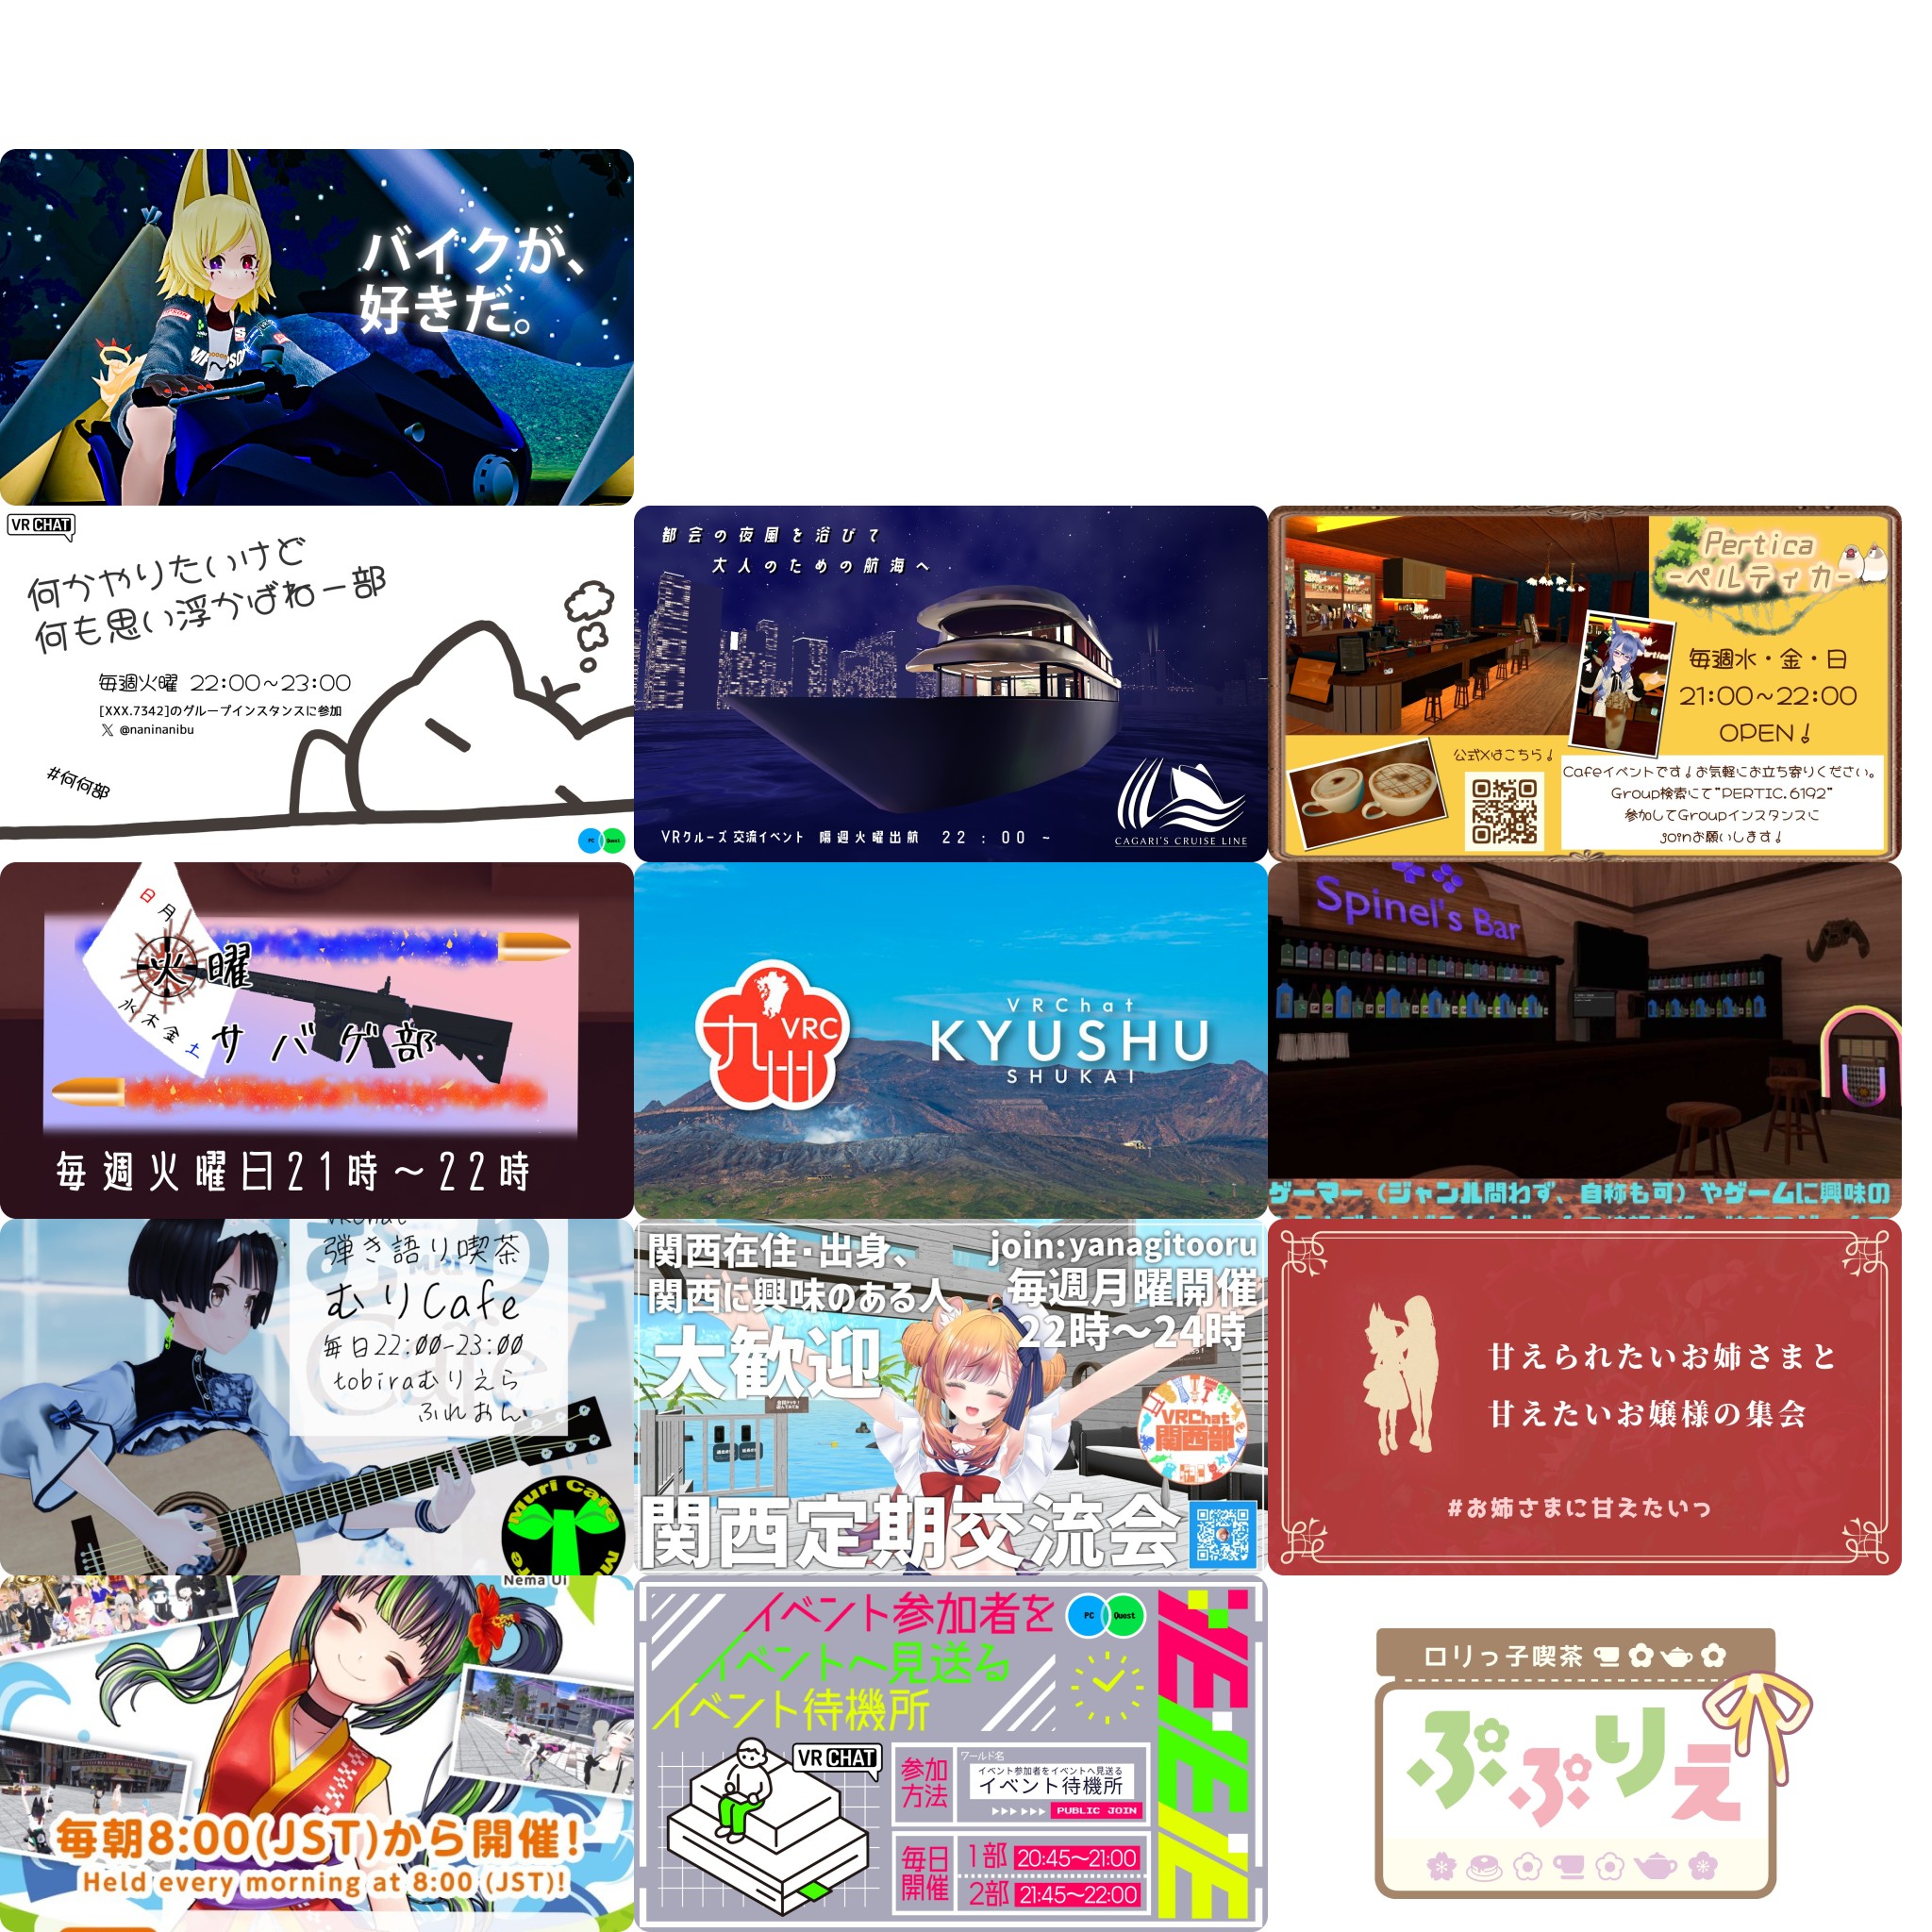 バイクが、
好きだ。
VR CHAT
何かやりたいけど
何も思い浮かばねー部
毎週火曜 22:00~23:00
[XXX.7342]のグループインスタンスに参加
X @naninanibu
#何何部
PC Quest
都会の夜風を浴びて
大人のための航海へ
VRクルーズ 交流イベント 隔週火曜出航 22:00~
CAGARI'S CRUISE LINE
Pertica
-ペルティカ-
毎週水・金・日
21:00~22:00
OPEN!
公式Xはこちら!
Cafeイベントです!お気軽にお立ち寄りください。
Group検索にて"PERTIC.6192"
参加してGroupインスタンスに
joinお願いします!
日
月
火曜
水
木
金
土
サバゲ部
毎週火曜日21時~22時
九州
VRC
VRChat
KYUSHU
SHUKAI
Spinel's Bar
ゲーマー(ジャンル問わず、自称も可)やゲームに興味の
VRChat
弾き語り喫茶
むりCafe
毎日22:00-23:00
tobiraむりえら
ふれおん
Muri Cafe
関西在住・出身、
関西に興味のある人
大歓迎
join:yanagitooru
毎週月曜開催
22時~24時
VRChat
関西部
関西定期交流会
甘えられたいお姉さまと
甘えたいお嬢様の集会
#お姉さまに甘えたいっ
Nema Ui
毎朝8:00(JST)から開催!
Held every morning at 8:00 (JST)!
イベント参加者を
イベントへ見送る
イベント待機所
PC Quest
VR CHAT
参加
方法
ワールド名
イベント参加者をイベントへ見送る
イベント待機所
PUBLIC JOIN
毎日
開催
1部 20:45~21:00
2部 21:45~22:00
ロリっ子喫茶
ぷぷりえ